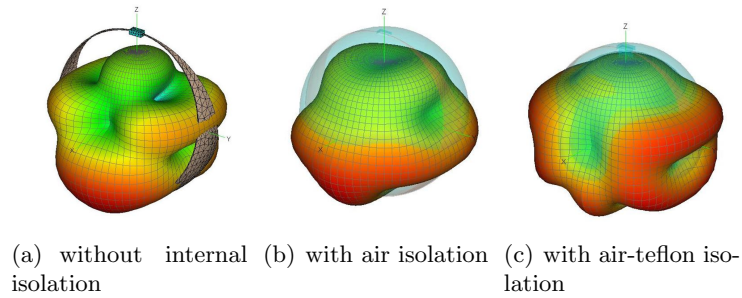 Z
Z
Z
X
Y
X
X
(a) without internal isolation
(b) with air isolation
(c) with air-teflon iso-
lation